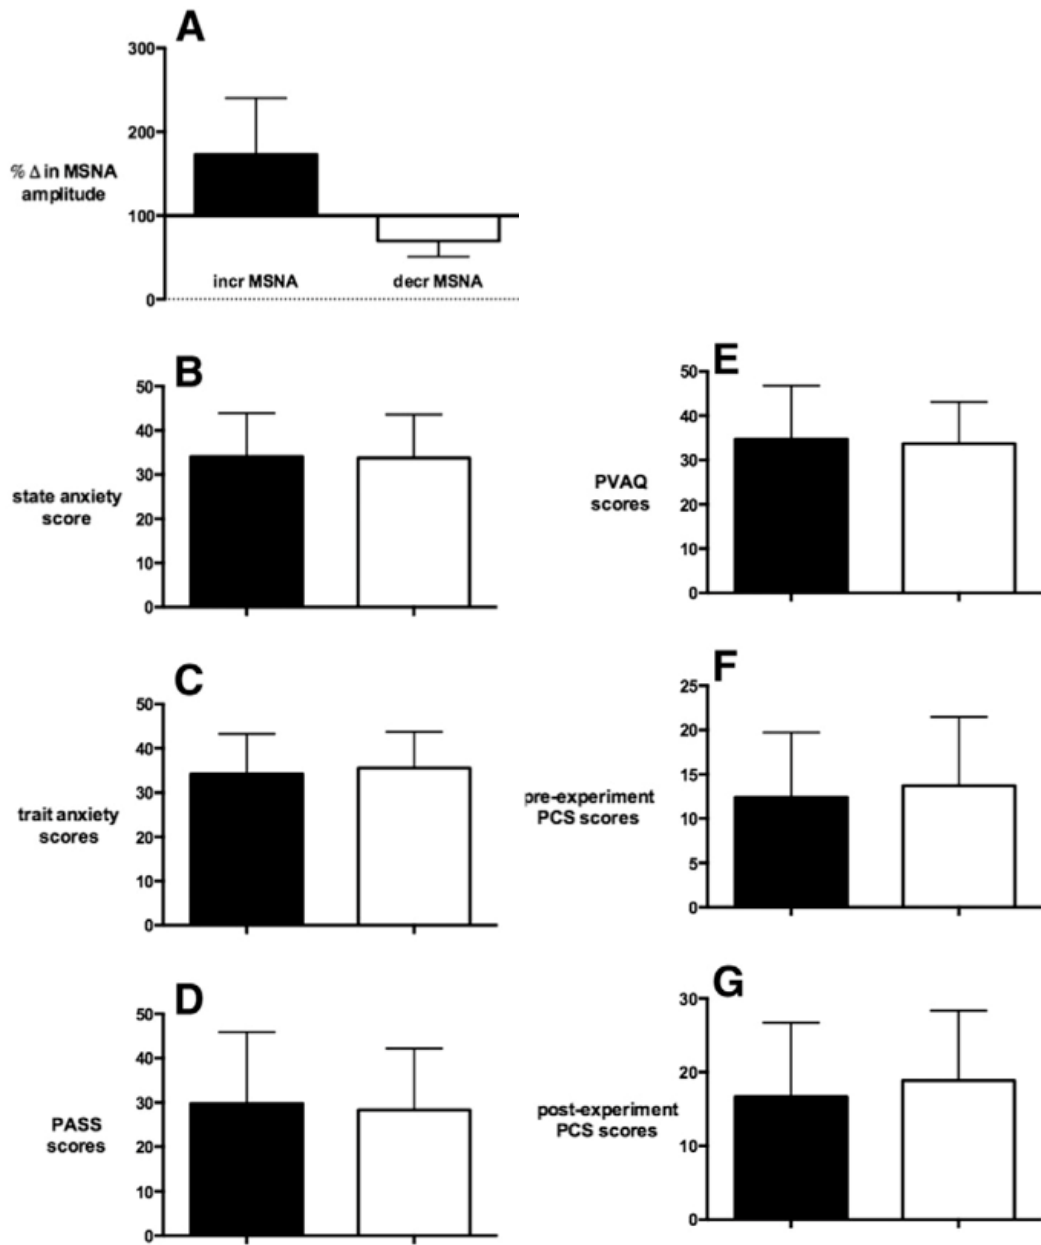 A
300
200
100
0
% Δ in MSNA
amplitude
incr MSNA
decr MSNA
B
50
40
30
20
10
0
state anxiety
score
E
50
40
30
20
10
0
PVAQ
scores
C
50
40
30
20
10
0
trait anxiety
scores
F
25
20
15
10
5
0
pre-experiment
PCS scores
D
50
40
30
20
10
0
PASS
scores
G
30
20
10
0
post-experiment
PCS scores